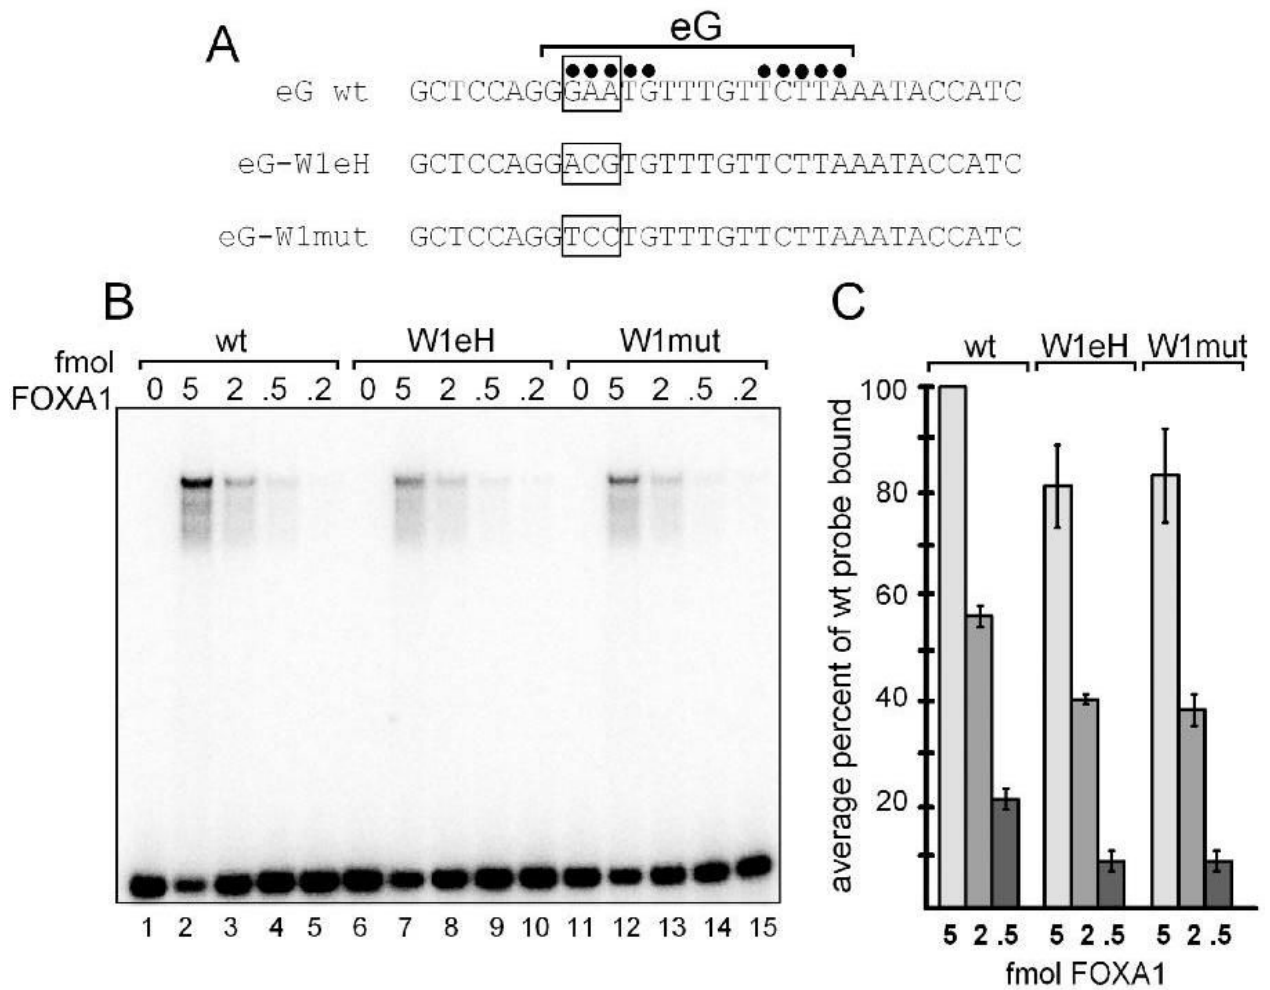 A
eG
eG wt GCTCCAGGGAATGTTTGTTCTTAAATACCATC
eG-W1eH GCTCCAGGACGTGTTTGTTCTTAAATACCATC
eG-W1mut GCTCCAGGTCCTGTTTGTTCTTAAATACCATC
B
wt W1eH W1mut
fmol
FOXA1 0 5 2 .5 .2 0 5 2 .5 .2 0 5 2 .5 .2
1 2 3 4 5 6 7 8 9 10 11 12 13 14 15
C
wt W1eH W1mut
average percent of wt probe bound
100
80
60
40
20
5 2 .5 5 2 .5 5 2 .5
fmol FOXA1